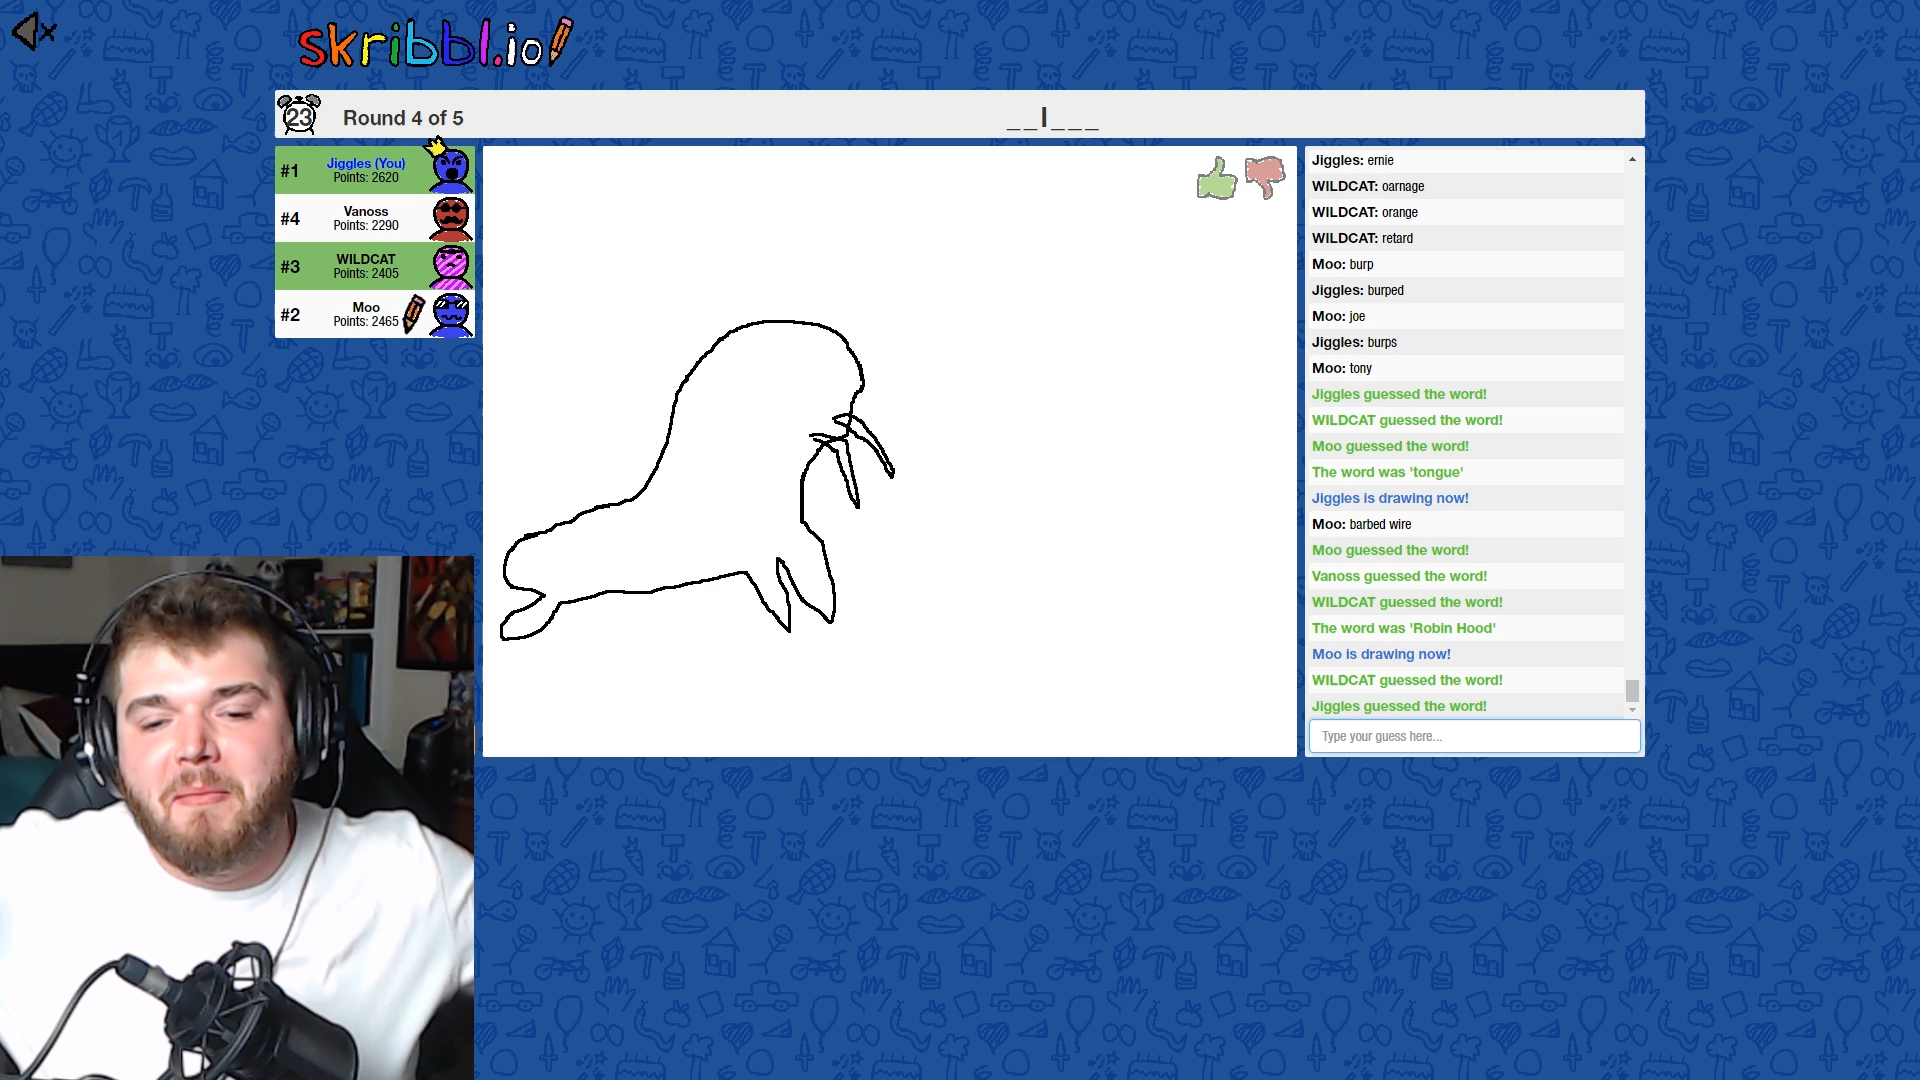 skribbl.io
23
Round 4 of 5
__l___
#1
Jiggles (You)
Points: 2620
#4
Vanoss
Points: 2290
#3
WILDCAT
Points: 2405
#2
Moo
Points: 2465
Jiggles: ernie
WILDCAT: oarnage
WILDCAT: orange
WILDCAT: retard
Moo: burp
Jiggles: burped
Moo: joe
Jiggles: burps
Moo: tony
Jiggles guessed the word!
WILDCAT guessed the word!
Moo guessed the word!
The word was 'tongue'
Jiggles is drawing now!
Moo: barbed wire
Moo guessed the word!
Vanoss guessed the word!
WILDCAT guessed the word!
The word was 'Robin Hood'
Moo is drawing now!
WILDCAT guessed the word!
Jiggles guessed the word!
Type your guess here...